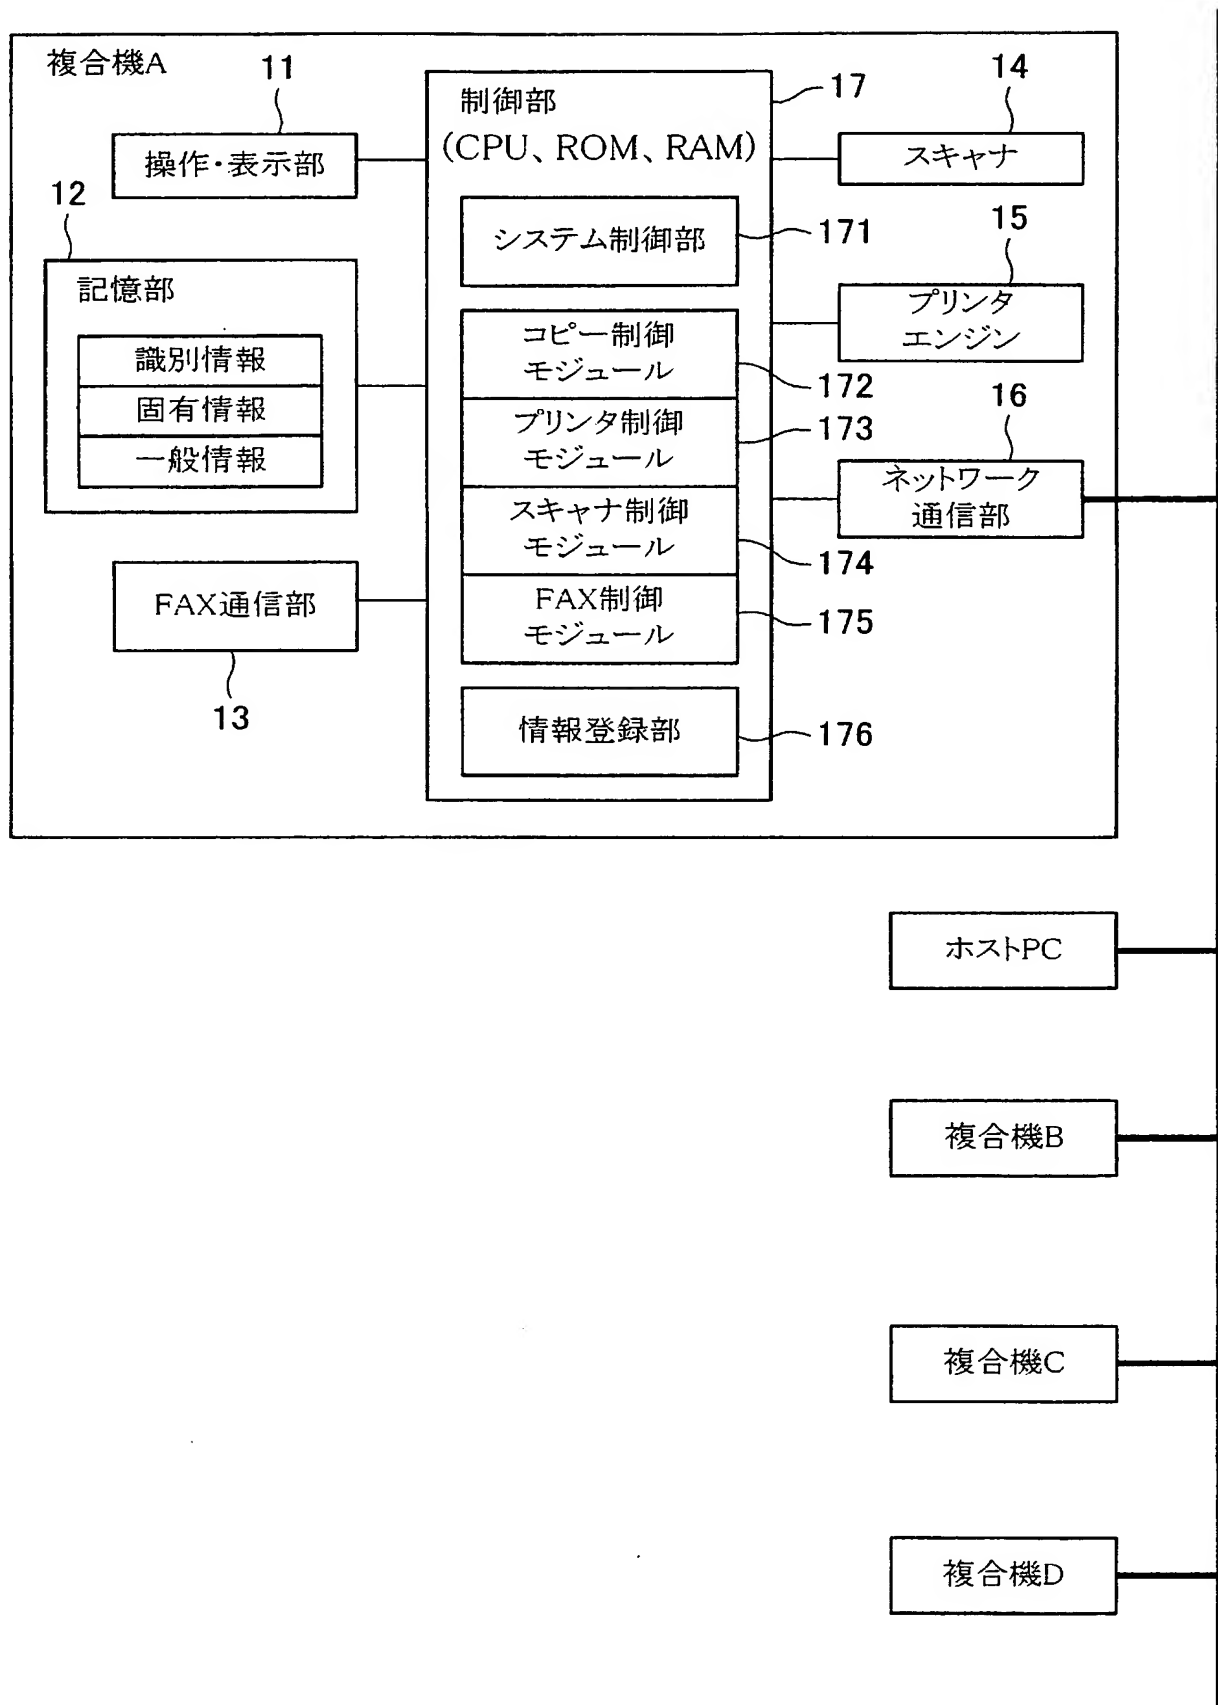 複合機A
11
操作・表示部
12
記憶部
識別情報
固有情報
一般情報
FAX通信部
13
制御部
(CPU、ROM、RAM)
17
システム制御部
171
コピー制御
モジュール
172
プリンタ制御
モジュール
173
スキャナ制御
モジュール
174
FAX制御
モジュール
175
情報登録部
176
14
スキャナ
15
プリンタ
エンジン
16
ネットワーク
通信部
ホストPC
複合機B
複合機C
複合機D